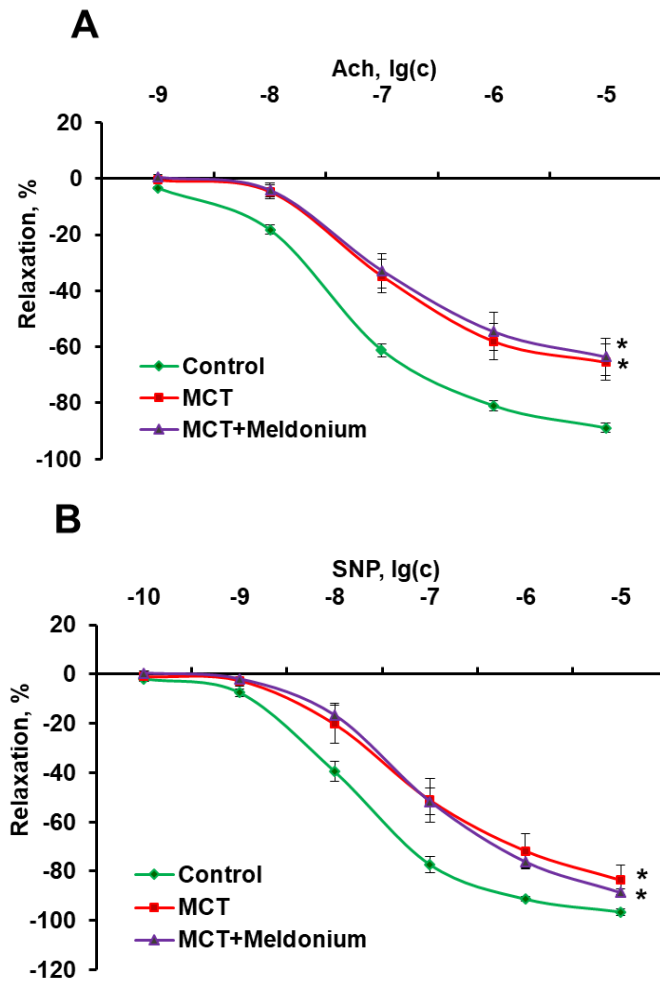 A
Ach, lg(c)
-9 -8 -7 -6 -5
20
0
-20
-40
-60
-80
-100
Relaxation, %
Control
MCT
MCT+Meldonium
*
*
B
SNP, lg(c)
-10 -9 -8 -7 -6 -5
20
0
-20
-40
-60
-80
-100
-120
Relaxation, %
Control
MCT
MCT+Meldonium
*
*